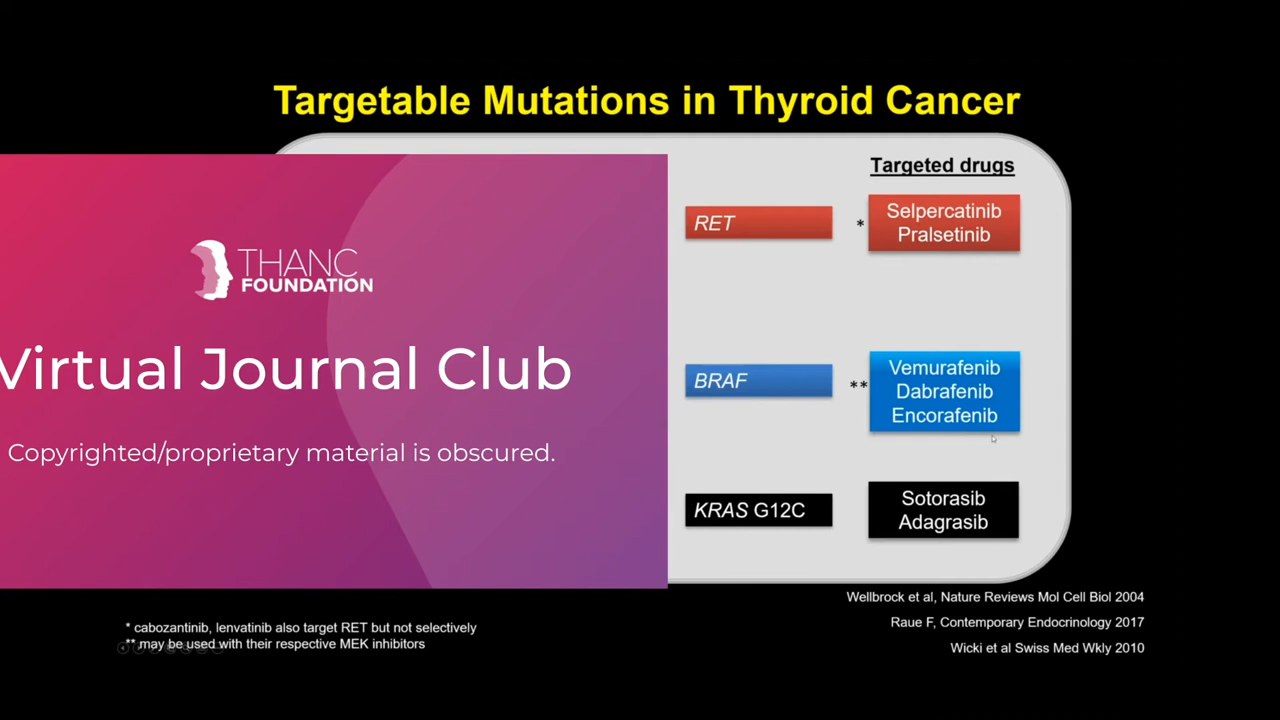 Targetable Mutations in Thyroid Cancer
THANC
FOUNDATION
Virtual Journal Club
Copyrighted/proprietary material is obscured.
Targeted drugs
RET
*
Selpercatinib
Pralsetinib
BRAF
**
Vemurafenib
Dabrafenib
Encorafenib
KRAS G12C
Sotorasib
Adagrasib
* cabozantinib, lenvatinib also target RET but not selectively
** may be used with their respective MEK inhibitors
Wellbrock et al, Nature Reviews Mol Cell Biol 2004
Raue F, Contemporary Endocrinology 2017
Wicki et al Swiss Med Wkly 2010